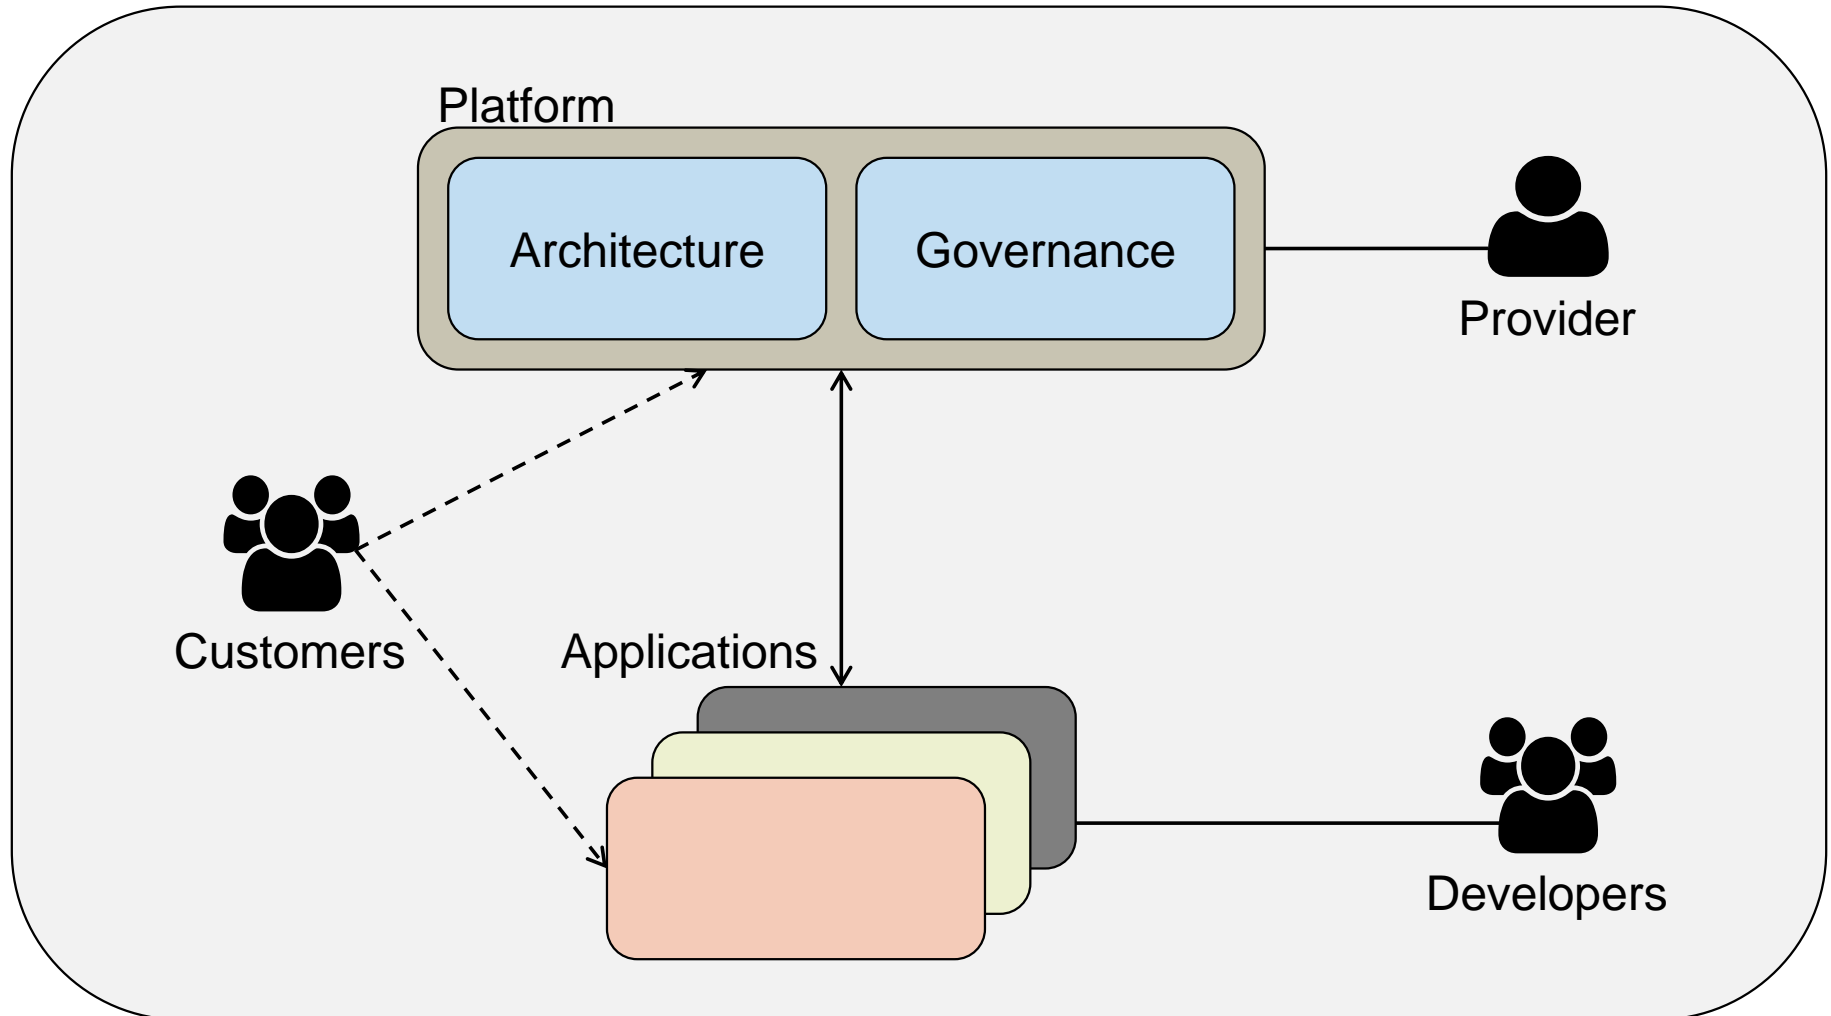 Platform
Architecture
Governance
Provider
Customers
Applications
Developers